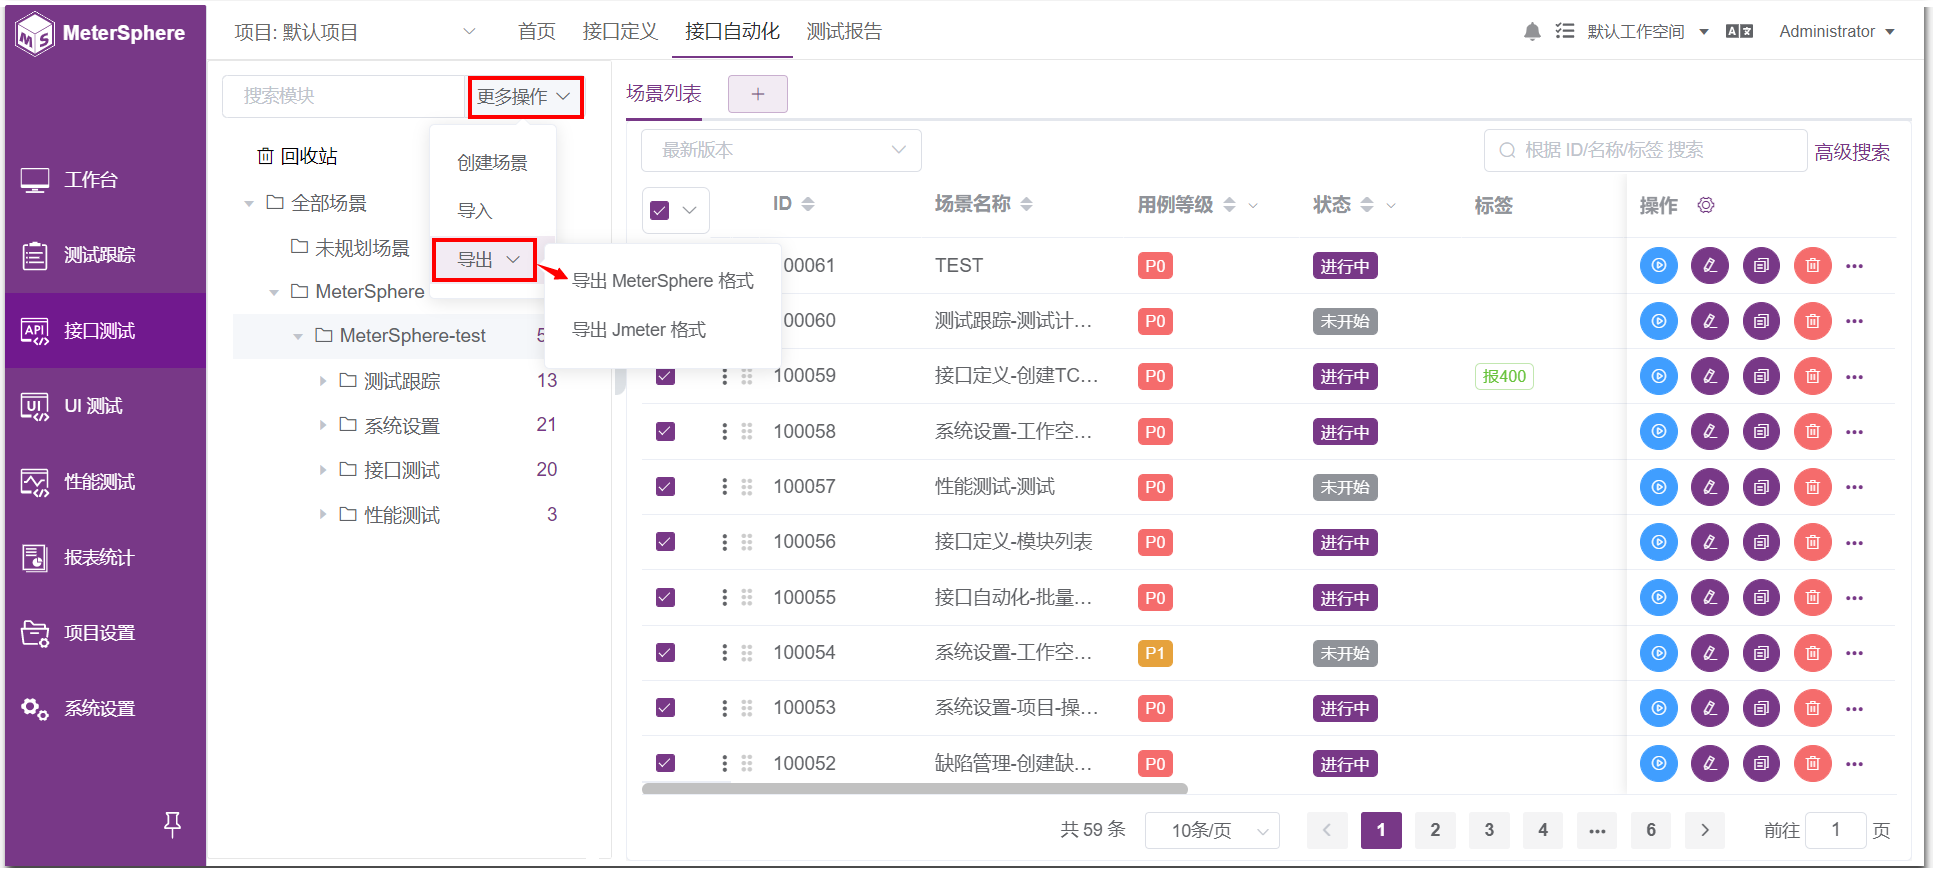 MeterSphere
项目: 默认项目
首页
接口定义
接口自动化
测试报告
默认工作空间
Administrator
工作台
测试跟踪
接口测试
UI 测试
性能测试
报表统计
项目设置
系统设置
搜索模块
更多操作
回收站
创建场景
导入
导出
导出 MeterSphere 格式
导出 Jmeter 格式
全部场景
未规划场景
MeterSphere
MeterSphere-test
5
测试跟踪 13
系统设置 21
接口测试 20
性能测试 3
场景列表
+
最新版本
根据 ID/名称/标签 搜索
高级搜索
ID 场景名称 用例等级 状态 标签 操作
00061 TEST P0 进行中
00060 测试跟踪-测试计... P0 未开始
100059 接口定义-创建TC... P0 进行中 报400
100058 系统设置-工作空... P0 进行中
100057 性能测试-测试 P0 未开始
100056 接口定义-模块列表 P0 进行中
100055 接口自动化-批量... P0 进行中
100054 系统设置-工作空... P1 未开始
100053 系统设置-项目-操... P0 进行中
100052 缺陷管理-创建缺... P0 进行中
共 59 条 10条/页 1 2 3 4 ... 6 前往 1 页